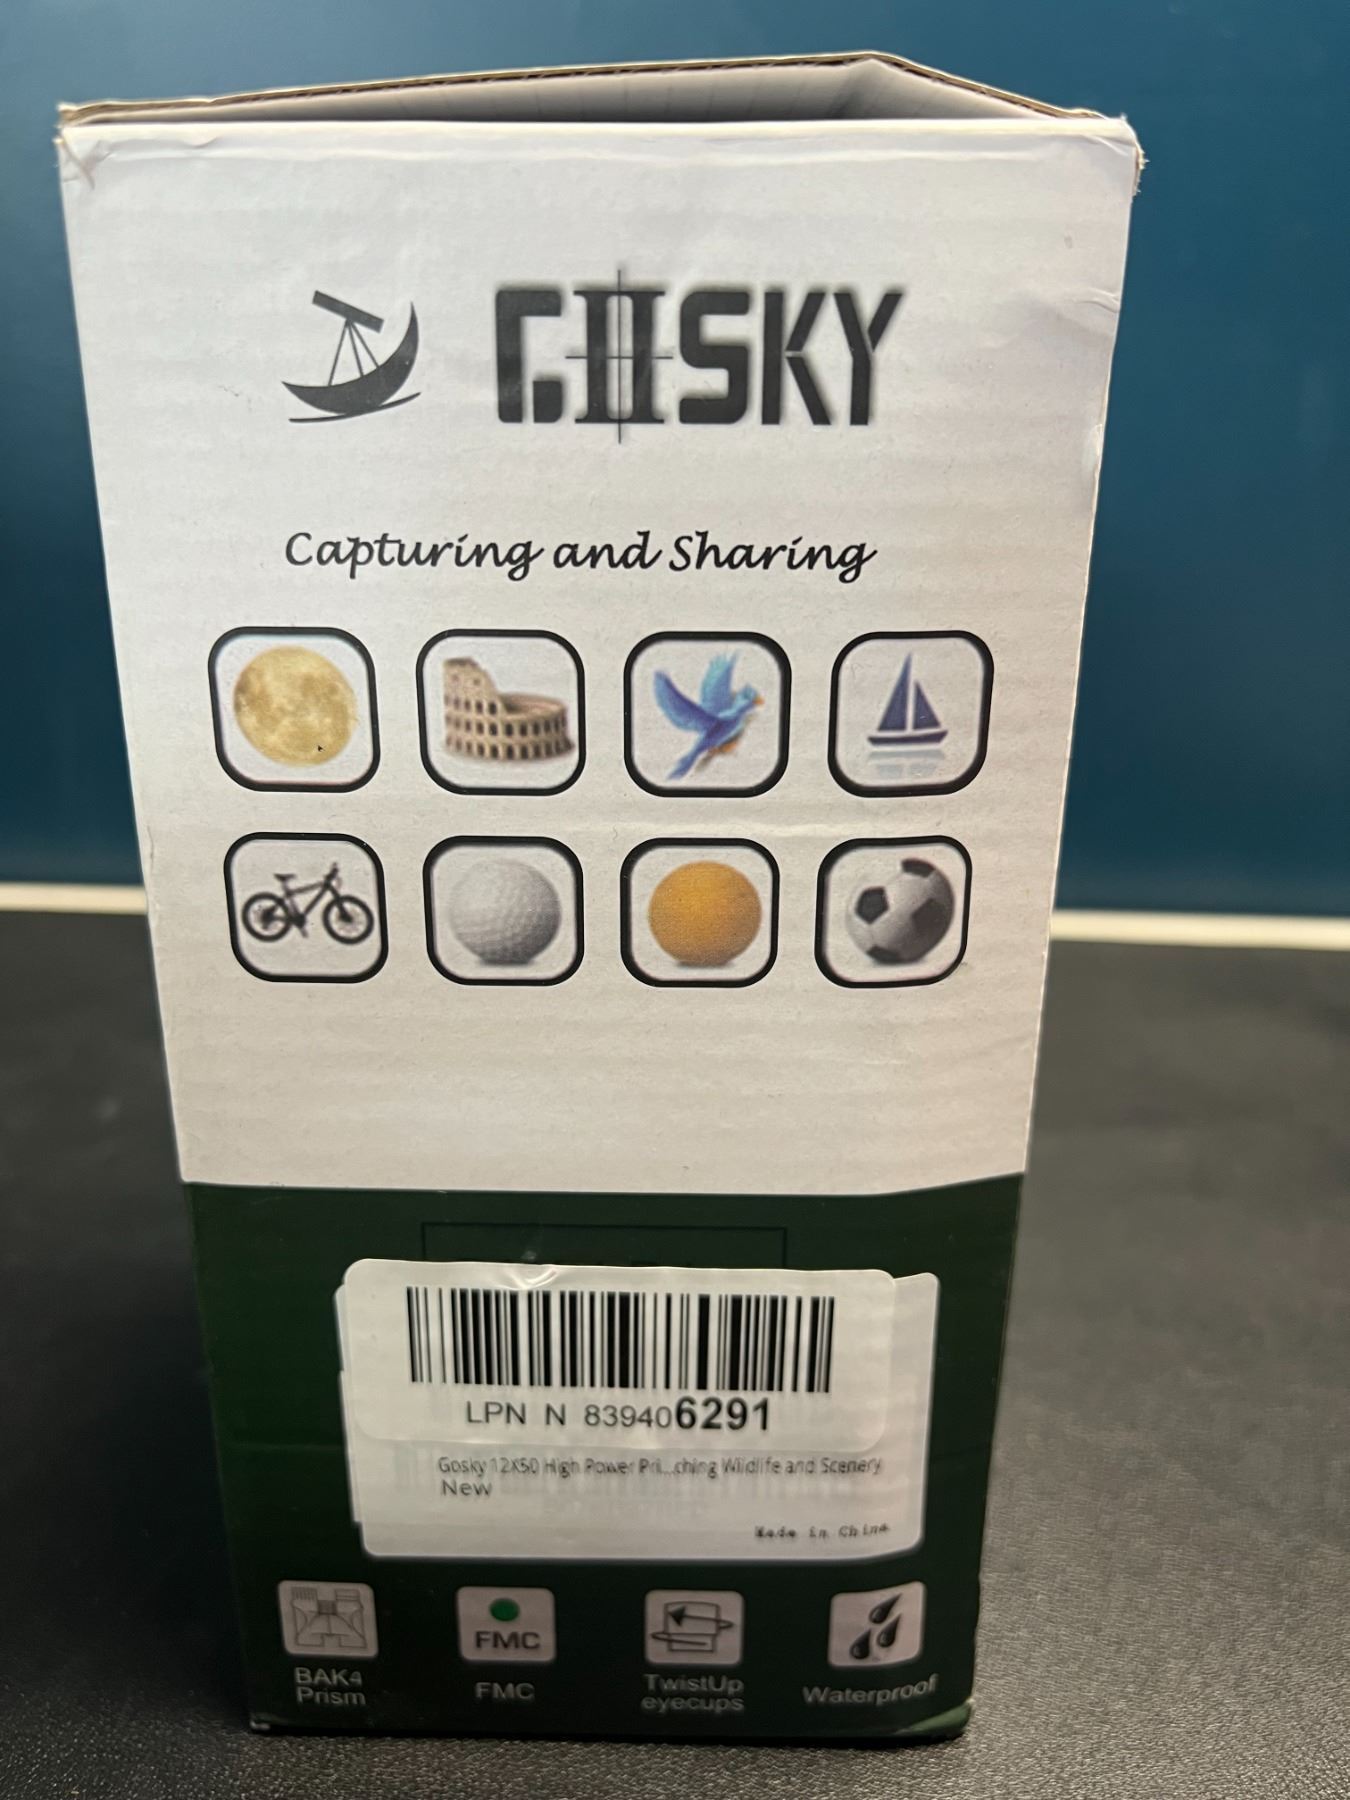 GOSKY
Capturing and Sharing
LPN N 839406291
Gosky 12X50 High Power Pri...ching Wildlife and Scenery
New
Made in China
FMC
BAK4
Prism
FMC
TwistUp
eyecups
Waterproof